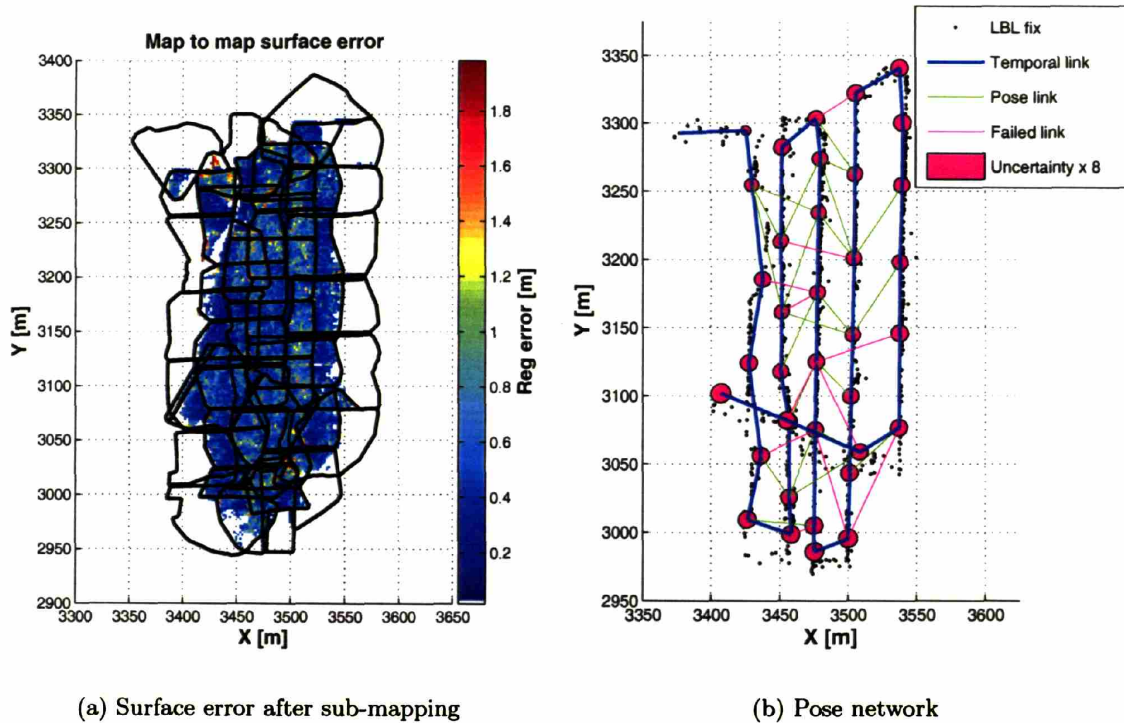 Map to map surface error
3400
3350
3300
3250
3200
3150
3100
3050
3000
2950
2900
Y [m]
3300 3350 3400 3450 3500 3550 3600 3650
X [m]
1.8
1.6
1.4
1.2
1
0.8
0.6
0.4
0.2
Reg error [m]
(a) Surface error after sub-mapping
LBL fix
Temporal link
Pose link
Failed link
Uncertainty x 8
3350
3300
3250
3200
3150
3100
3050
3000
2950
Y [m]
3350 3400 3450 3500 3550 3600
X [m]
(b) Pose network